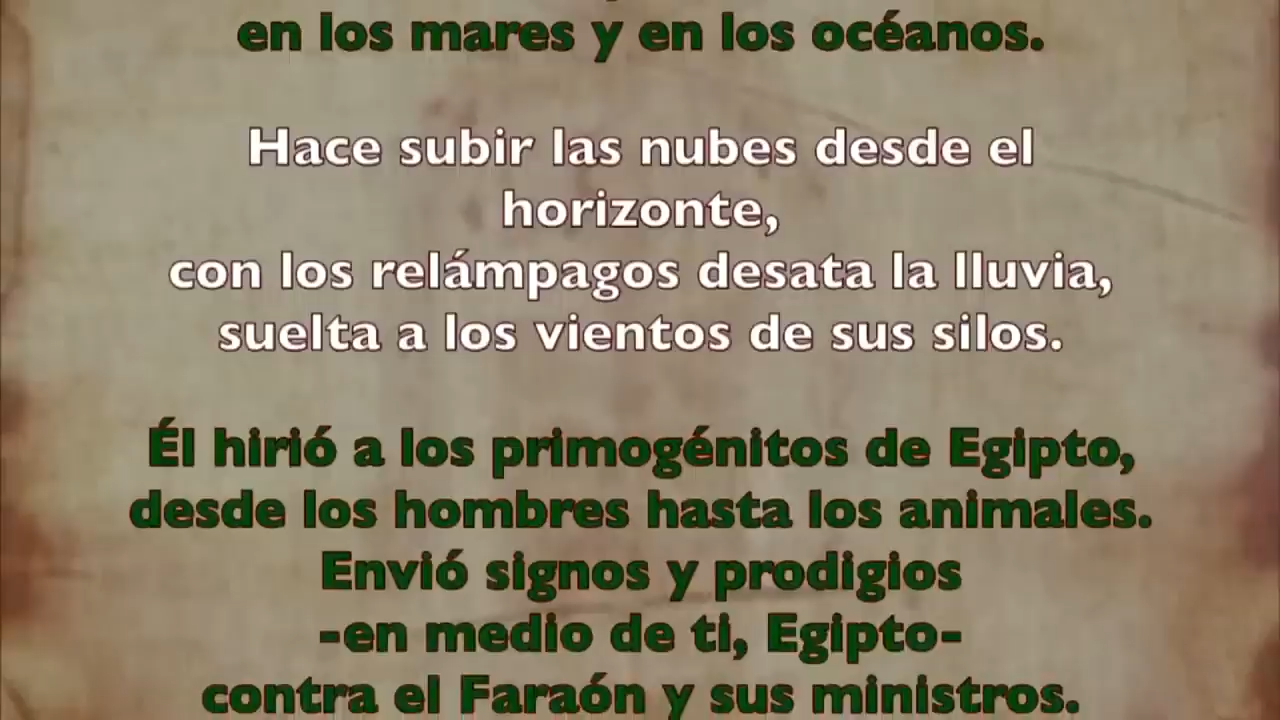 en los mares y en los océanos.
Hace subir las nubes desde el
horizonte,
con los relámpagos desata la lluvia,
suelta a los vientos de sus silos.
Él hirió a los primogénitos de Egipto,
desde los hombres hasta los animales.
Envió signos y prodigios
-en medio de ti, Egipto-
contra el Faraón y sus ministros.